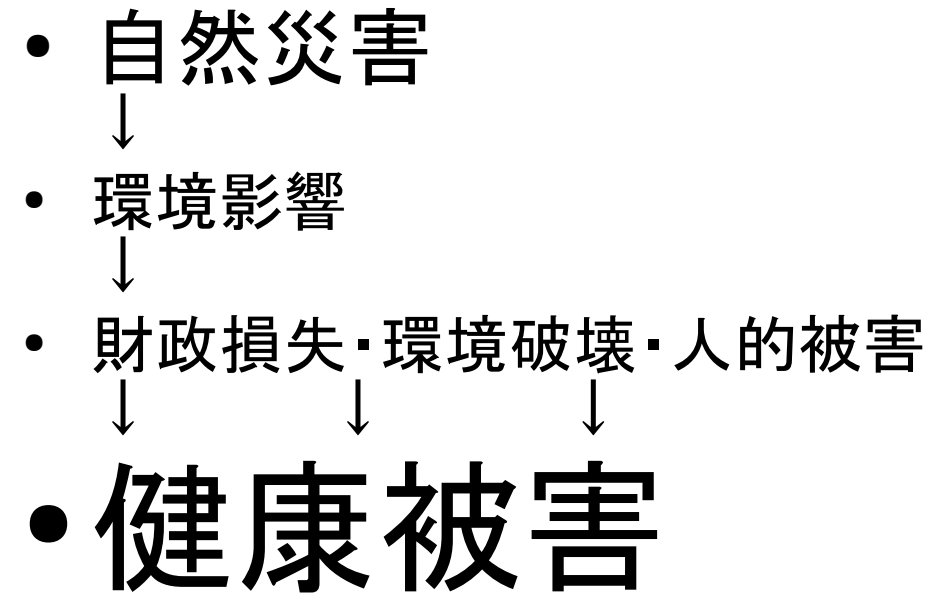 • 自然災害
↓
• 環境影響
↓
• 財政損失･環境破壊･人的被害
↓ ↓ ↓
• 健康被害